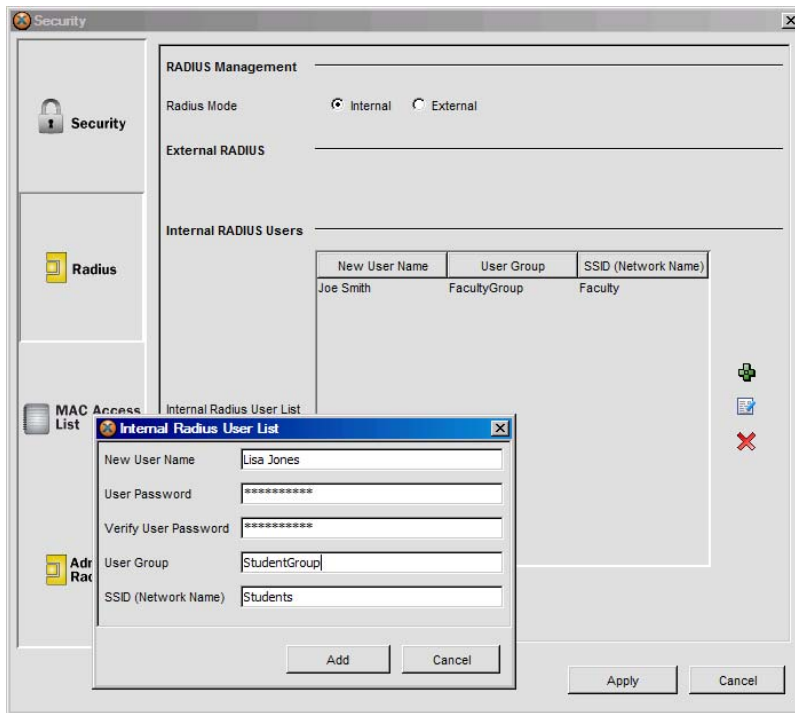 Security
RADIUS Management
Radius Mode
Internal
External
Security
External RADIUS
Internal RADIUS Users
New User Name User Group SSID (Network Name)
Joe Smith FacultyGroup Faculty
Radius
MAC Access
List
Internal Radius User List
Internal Radius User List
New User Name Lisa Jones
User Password **********
Verify User Password **********
User Group StudentGroup
SSID (Network Name) Students
Add Cancel
Apply Cancel